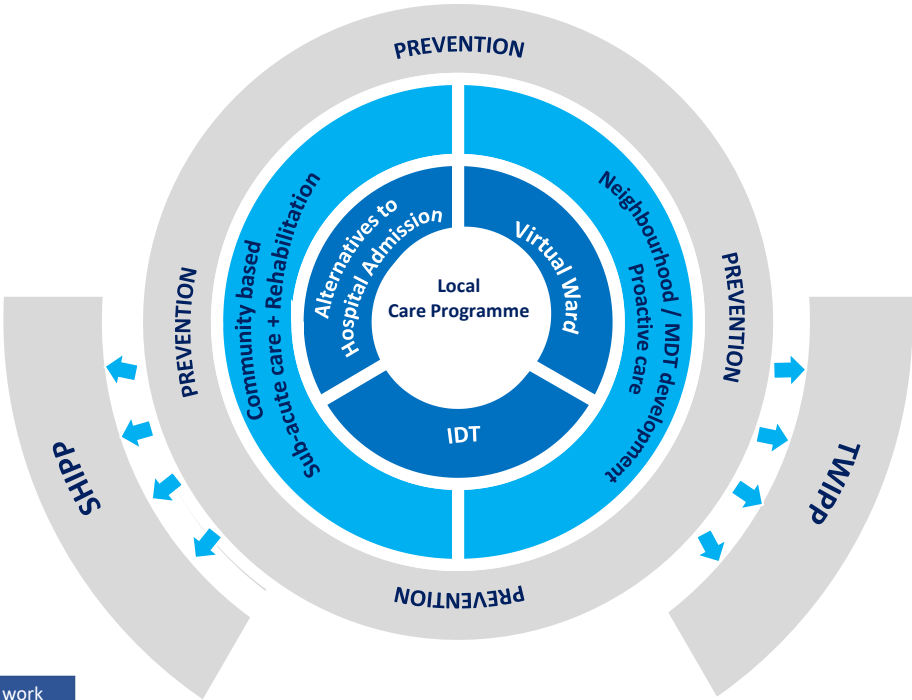 PREVENTION
Community based
Sub-acute care + Rehabilitation
Alternatives to
Hospital Admission
Virtual Ward
Neighbourhood / MDT development
Proactive care
Local
Care Programme
PREVENTION
PREVENTION
IDT
SHIPP
TWIPP
PREVENTION
work